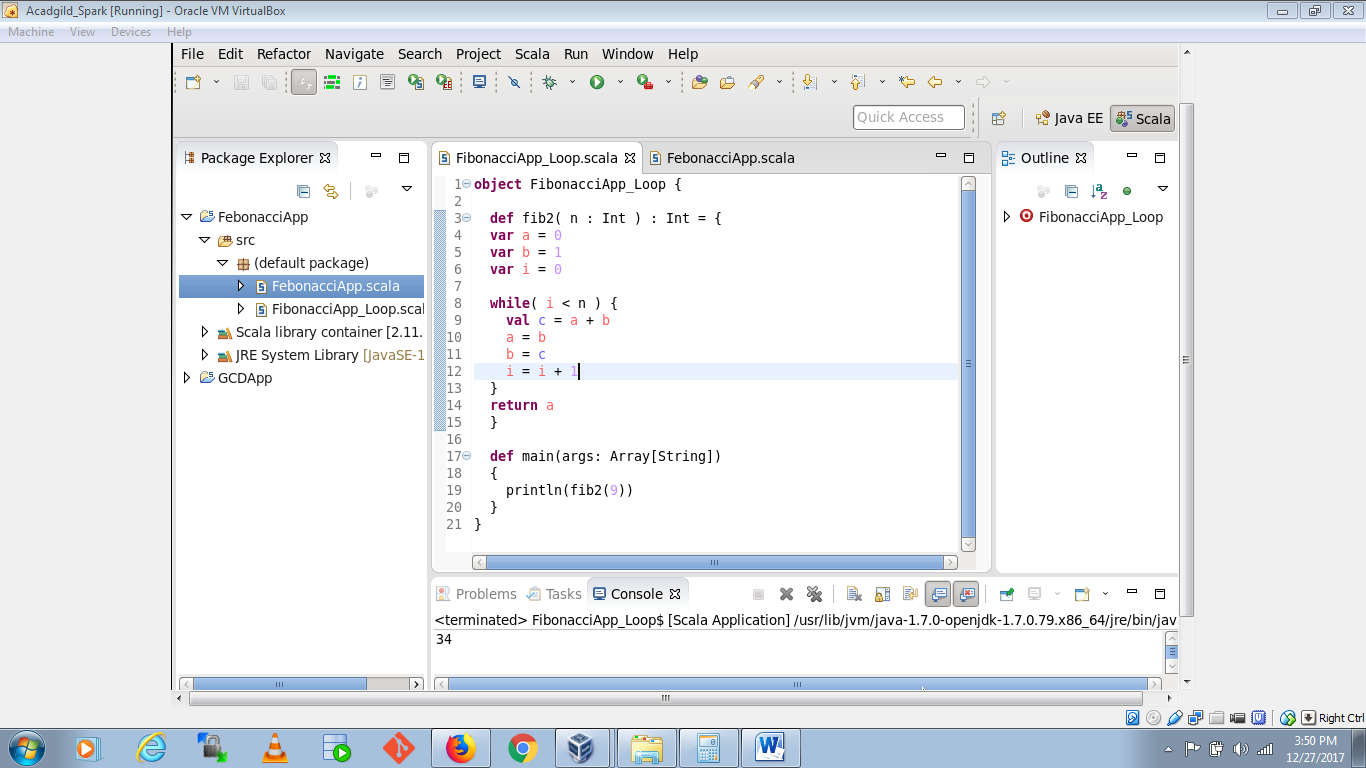 Acadgild_Spark [Running] - Oracle VM VirtualBox
Machine View Devices Help
File Edit Refactor Navigate Search Project Scala Run Window Help
Quick Access
Java EE
Scala
Package Explorer
FebonacciApp
src
(default package)
FebonacciApp.scala
FibonacciApp_Loop.scal
Scala library container [2.11.
JRE System Library [JavaSE-1
GCDApp
FibonacciApp_Loop.scala
FebonacciApp.scala
1 object FibonacciApp_Loop {
2
3 def fib2( n : Int ) : Int = {
4 var a = 0
5 var b = 1
6 var i = 0
7
8 while( i < n ) {
9 val c = a + b
10 a = b
11 b = c
12 i = i + 1
13 }
14 return a
15 }
16
17 def main(args: Array[String])
18 {
19 println(fib2(9))
20 }
21 }
Outline
FibonacciApp_Loop
Problems Tasks Console
<terminated> FibonacciApp_Loop$ [Scala Application] /usr/lib/jvm/java-1.7.0-openjdk-1.7.0.79.x86_64/jre/bin/jav
34
Right Ctrl
3:50 PM
12/27/2017